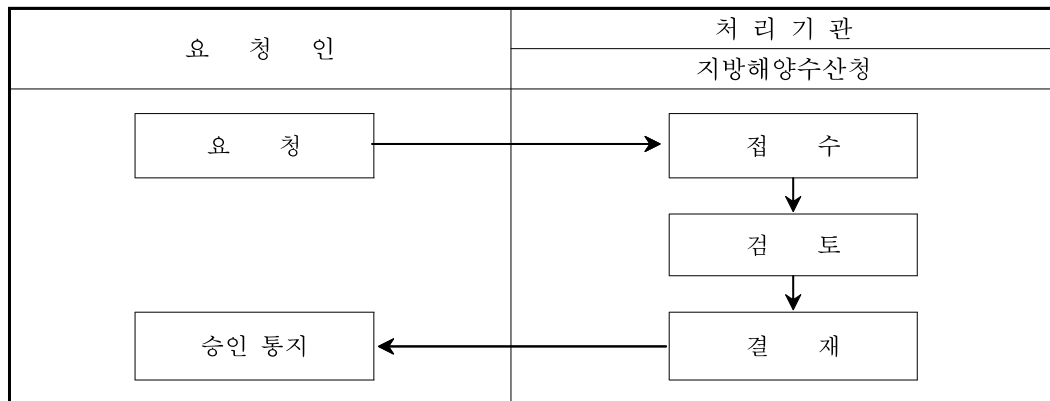 요 청 인
처 리 기 관
지방해양수산청
요 청
접 수
검 토
승인 통지
결 재